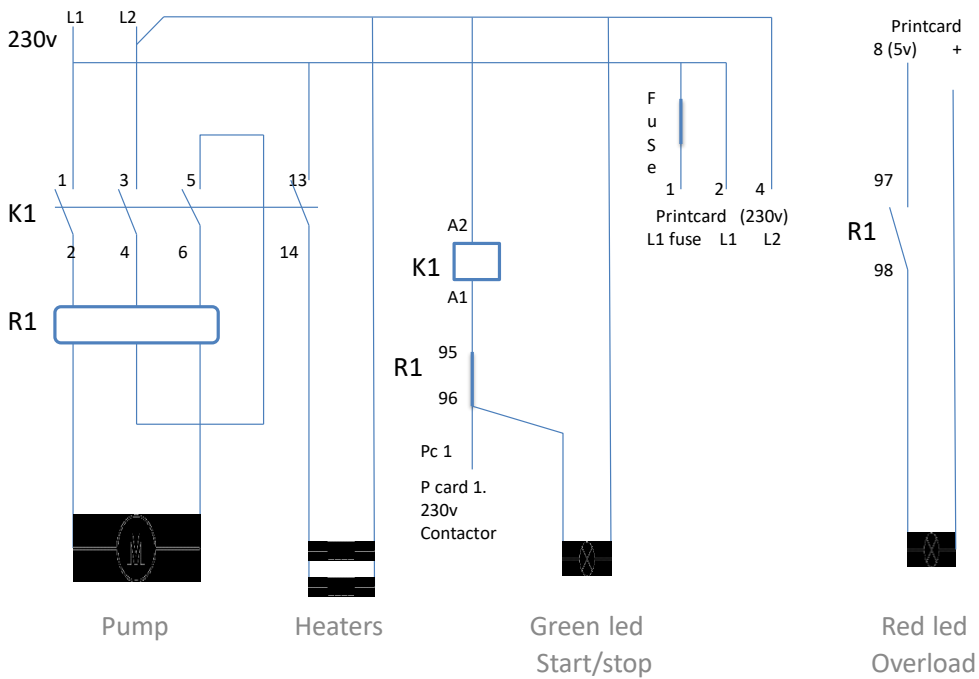 L1
L2
230v
Printcard
8 (5v)
+
F
u
S
e
1
3
5
13
K1
2
4
6
14
R1
1
2
4
Printcard (230v)
L1 fuse L1 L2
A2
K1
A1
R1
95
96
Pc 1
P card 1.
230v
Contactor
97
R1
98
M
Pump
Heaters
Green led
Start/stop
Red led
Overload